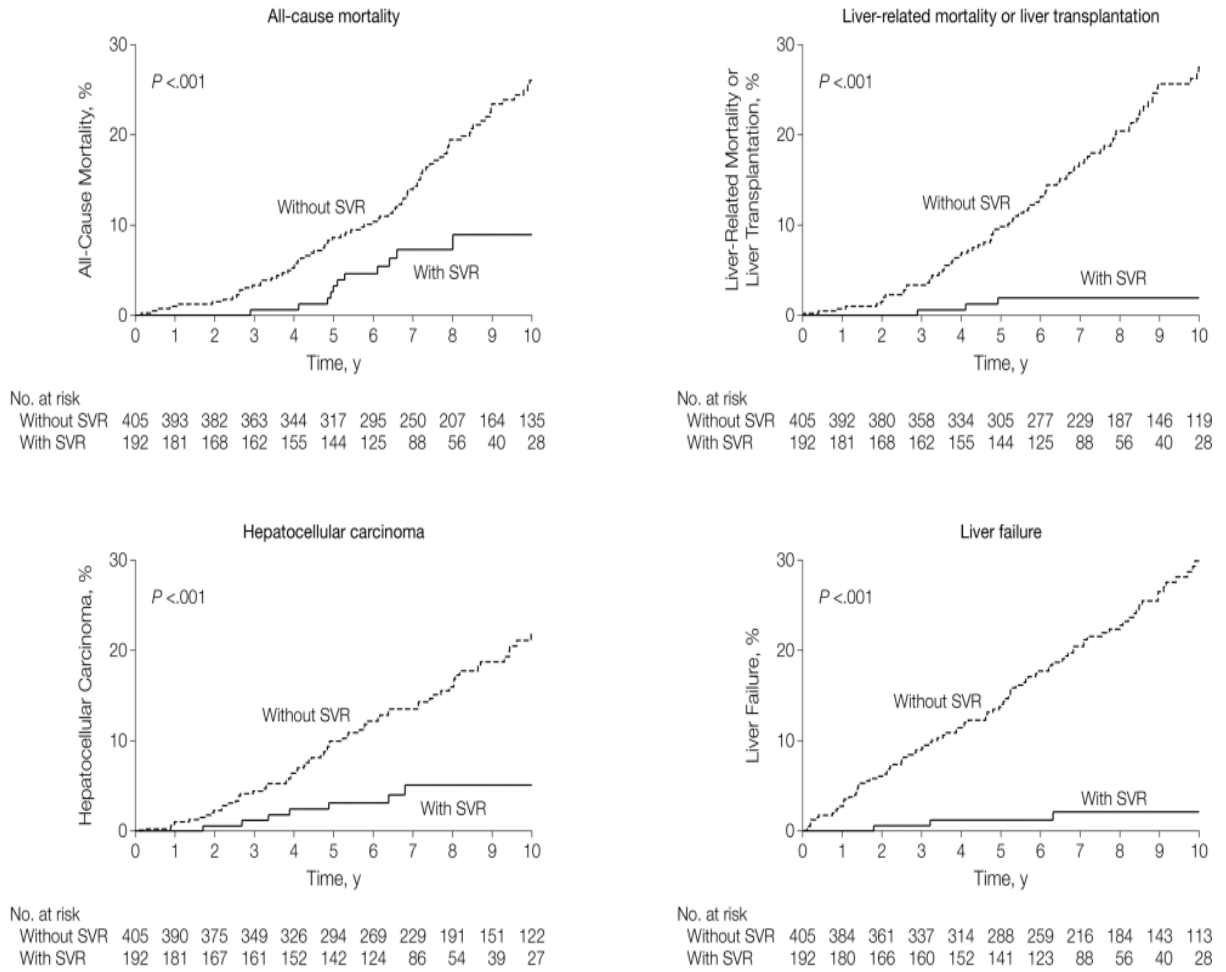 All-cause mortality
30
20
10
0
All-Cause Mortality, %
P <.001
Without SVR
With SVR
0 1 2 3 4 5 6 7 8 9 10
Time, y
No. at risk
Without SVR 405 393 382 363 344 317 295 250 207 164 135
With SVR 192 181 168 162 155 144 125 88 56 40 28
Liver-related mortality or liver transplantation
30
20
10
0
Liver-Related Mortality or
Liver Transplantation, %
P <.001
Without SVR
With SVR
0 1 2 3 4 5 6 7 8 9 10
Time, y
No. at risk
Without SVR 405 392 380 358 334 305 277 229 187 146 119
With SVR 192 181 168 162 155 144 125 88 56 40 28
Hepatocellular carcinoma
30
20
10
0
Hepatocellular Carcinoma, %
P <.001
Without SVR
With SVR
0 1 2 3 4 5 6 7 8 9 10
Time, y
No. at risk
Without SVR 405 390 375 349 326 294 269 229 191 151 122
With SVR 192 181 167 161 152 142 124 86 54 39 27
Liver failure
30
20
10
0
Liver Failure, %
P <.001
Without SVR
With SVR
0 1 2 3 4 5 6 7 8 9 10
Time, y
No. at risk
Without SVR 405 384 361 337 314 288 259 216 184 143 113
With SVR 192 180 166 160 152 141 123 88 56 40 28